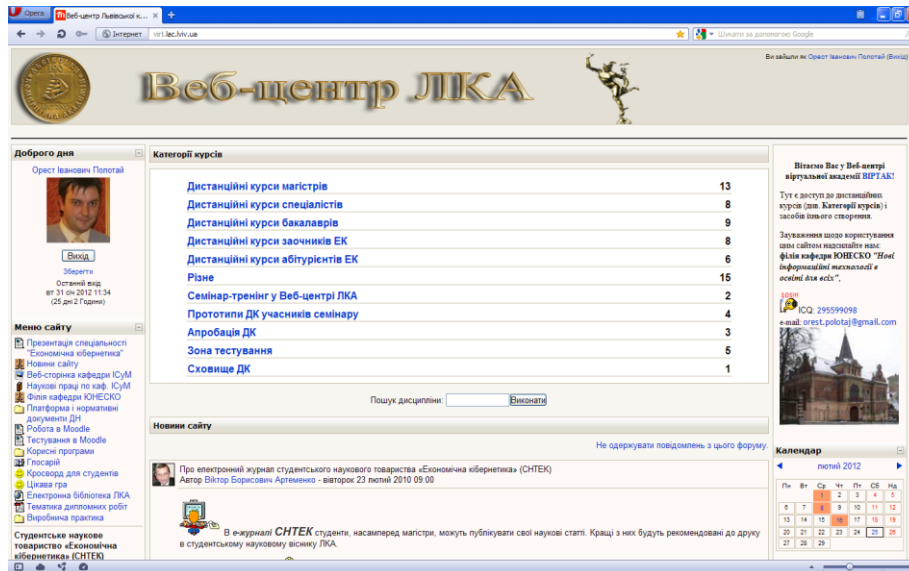 Opera
Веб-центр Львівської к...
Інтернет
virt.lac.lviv.ua
Шукати за допомогою Google
Ви зайшли як Орест Іванович Полотай (Вихід)
Веб-центр ЛКА
Доброго дня
Орест Іванович Полотай
Вихід
Зберегти
Останній вхід
вт 31 січ 2012 11:34
(25 дні 2 Години)
Меню сайту
Презентація спеціальності
"Економічна кібернетика"
Новини сайту
Веб-сторінка кафедри ІСуМ
Наукові праці по каф. ІСуМ
Філія кафедри ЮНЕСКО
Платформа і нормативні
документи ДН
Робота в Moodle
Тестування в Moodle
Корисні програми
Глосарій
Кросворд для студентів
Цікава гра
Електронна бібліотека ЛКА
Тематика дипломних робіт
Виробнича практика
Студентське наукове
товариство «Економічна
кібернетика» (СНТЕК)
Категорії курсів
Дистанційні курси магістрів 13
Дистанційні курси спеціалістів 8
Дистанційні курси бакалаврів 9
Дистанційні курси заочників ЕК 8
Дистанційні курси абітурієнтів ЕК 6
Різне 15
Семінар-тренінг у Веб-центрі ЛКА 2
Прототипи ДК учасників семінару 4
Апробація ДК 3
Зона тестування 5
Сховище ДК 1
Пошук дисципліни:
Виконати
Новини сайту
Не одержувати повідомлень з цього форуму.
Про електронний журнал студентського наукового товариства «Економічна кібернетика» (СНТЕК)
Автор Віктор Борисович Артеменко - вівторок 23 лютий 2010 09:00
В е-журналі СНТЕК студенти, насамперед магістри, можуть публікувати свої наукові статті. Кращі з них будуть рекомендовані до друку
в студентському науковому віснику ЛКА.
Вітаємо Вас у Веб-центрі
віртуальної академії ВІРТАК!
Тут є доступ до дистанційних
курсів (див. Категорії курсів) і
засобів їхнього створення.
Зауваження щодо користування
цим сайтом надсилайте нам:
філія кафедри ЮНЕСКО "Нові
інформаційні технології в
освіті для всіх".
ICQ: 295599098
e-mail: orest.polotaj@gmail.com
Календар
лютий 2012
Пн Вт Ср Чт Пт Сб Нд
1 2 3 4 5
6 7 8 9 10 11 12
13 14 15 16 17 18 19
20 21 22 23 24 25 26
27 28 29